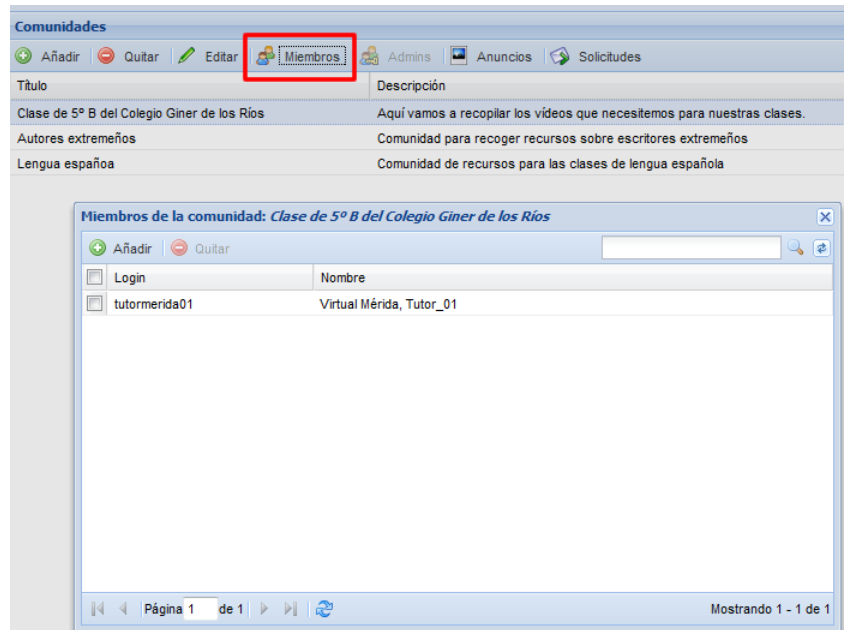 Comunidades
Añadir Quitar Editar Miembros Admins Anuncios Solicitudes
Título Descripción
Clase de 5º B del Colegio Giner de los Ríos Aquí vamos a recopilar los vídeos que necesitemos para nuestras clases.
Autores extremeños Comunidad para recoger recursos sobre escritores extremeños
Lengua españoa Comunidad de recursos para las clases de lengua española
Miembros de la comunidad: Clase de 5º B del Colegio Giner de los Ríos
Añadir Quitar
Login Nombre
tutormerida01 Virtual Mérida, Tutor_01
Página 1 de 1 Mostrando 1 - 1 de 1